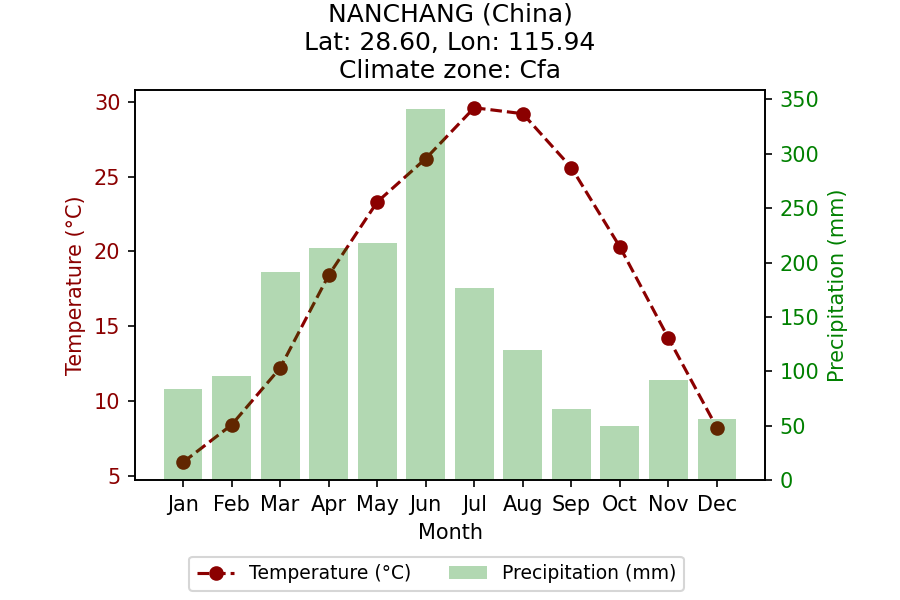 NANCHANG (China)
Lat: 28.60, Lon: 115.94
Climate zone: Cfa
30
25
20
15
10
5
Temperature (°C)
350
300
250
200
150
100
50
0
Precipitation (mm)
Jan Feb Mar Apr May Jun Jul Aug Sep Oct Nov Dec
Month
Temperature (°C) Precipitation (mm)